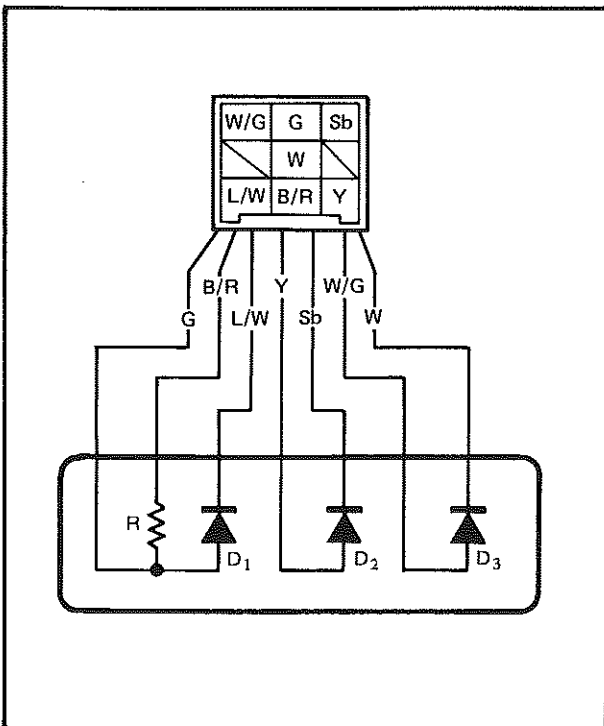 W/G G Sb
W
L/W B/R Y
B/R Y W/G
G L/W Sb W
R D₁ D₂ D₃